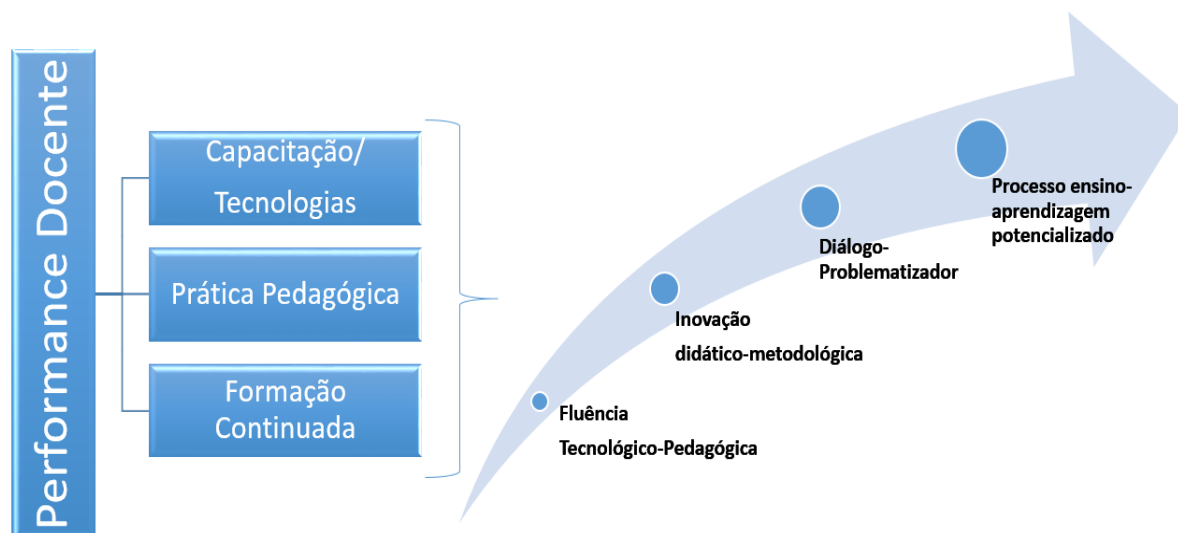 Performance Docente
Capacitação/
Tecnologias
Prática Pedagógica
Formação
Continuada
Fluência
Tecnológico-Pedagógica
Inovação
didático-metodológica
Diálogo-
Problematizador
Processo ensino-
aprendizagem
potencializado